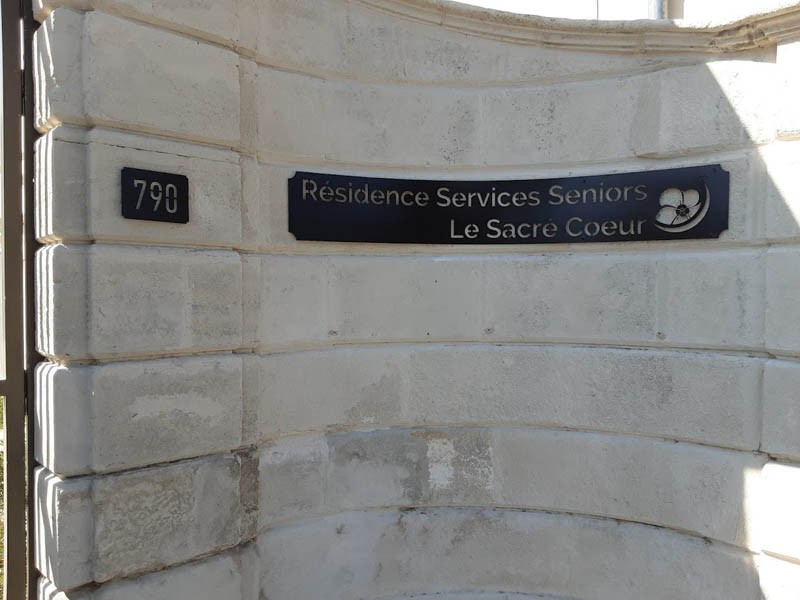 790
Résidence Services Seniors
Le Sacré Coeur